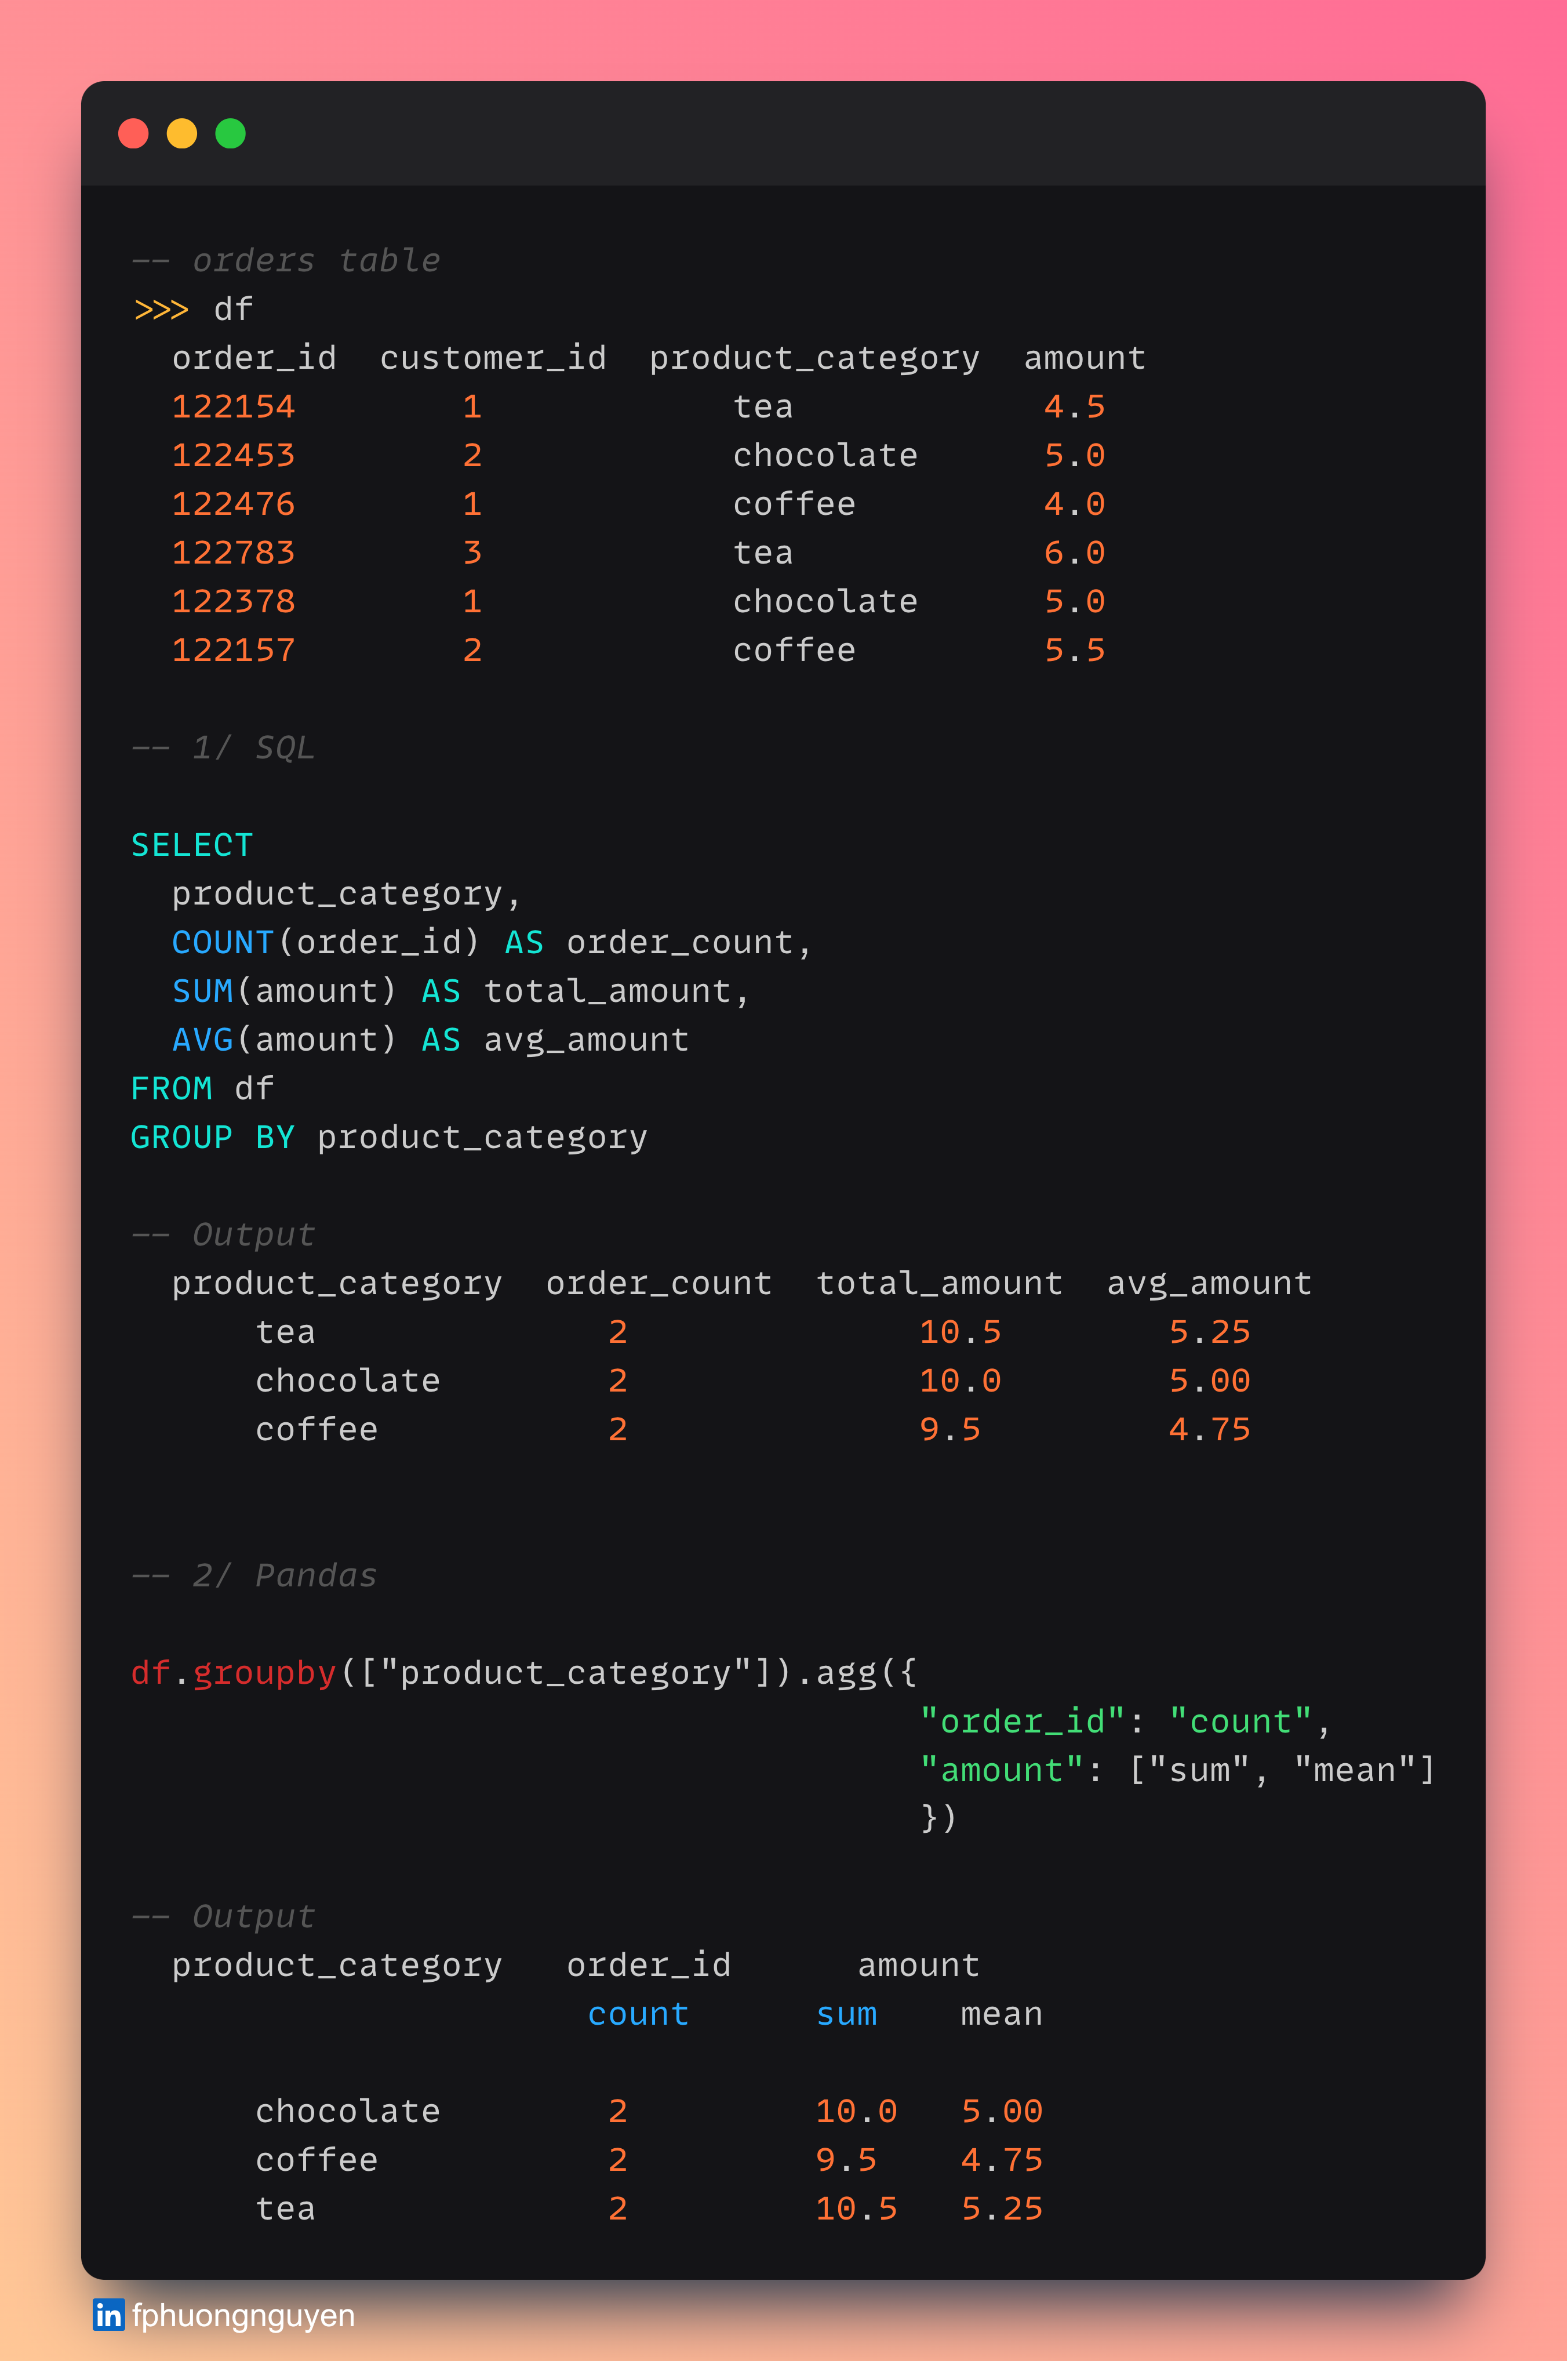 -- orders table
>>> df
order_id customer_id product_category amount
122154 1 tea 4.5
122453 2 chocolate 5.0
122476 1 coffee 4.0
122783 3 tea 6.0
122378 1 chocolate 5.0
122157 2 coffee 5.5
-- 1/ SQL
SELECT
product_category,
COUNT(order_id) AS order_count,
SUM(amount) AS total_amount,
AVG(amount) AS avg_amount
FROM df
GROUP BY product_category
-- Output
product_category order_count total_amount avg_amount
tea 2 10.5 5.25
chocolate 2 10.0 5.00
coffee 2 9.5 4.75
-- 2/ Pandas
df.groupby(["product_category"]).agg({
"order_id": "count",
"amount": ["sum", "mean"]
})
-- Output
product_category order_id amount
count sum mean
chocolate 2 10.0 5.00
coffee 2 9.5 4.75
tea 2 10.5 5.25
in fphuongnguyen